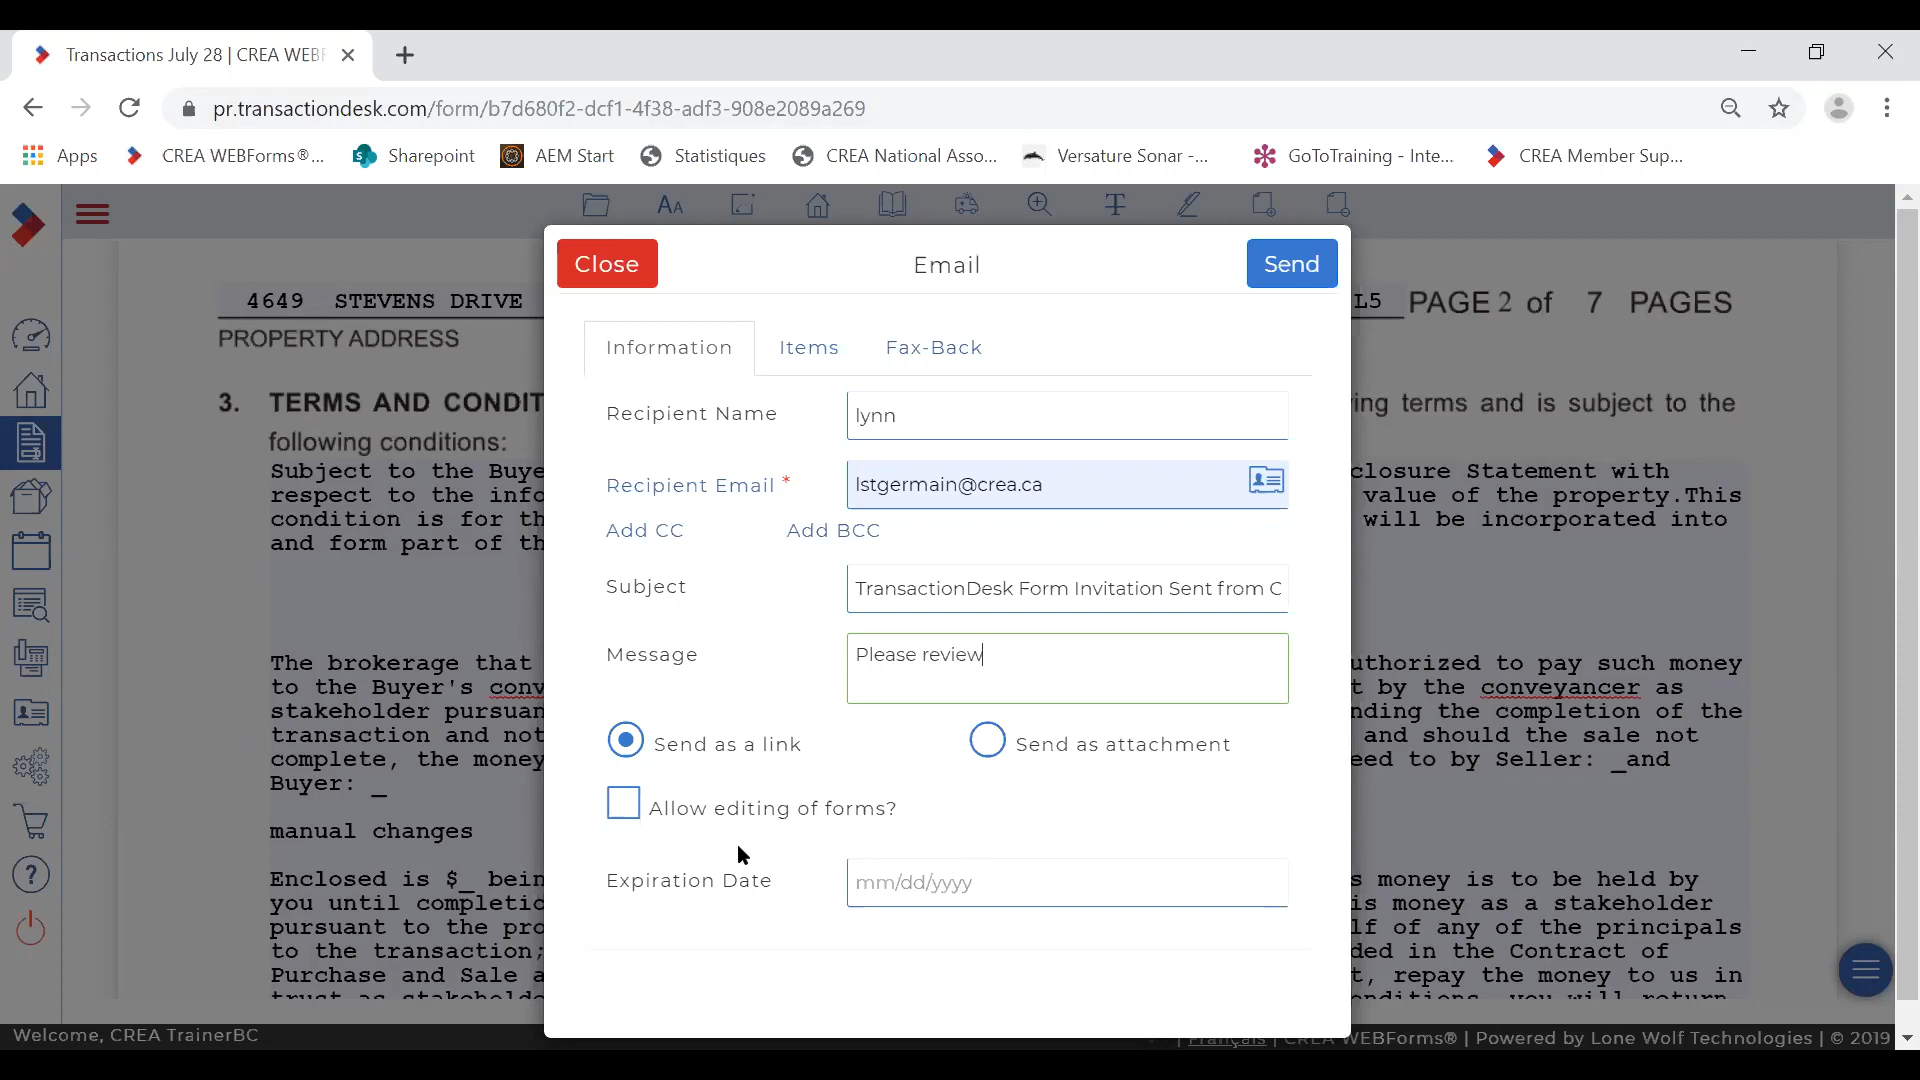 Transactions July 28 | CREA WEBF
pr.transactiondesk.com/form/b7d680f2-dcf1-4f38-adf3-908e2089a269
Apps CREA WEBForms®... Sharepoint AEM Start Statistiques CREA National Asso... Versature Sonar -... GoToTraining - Inte... CREA Member Sup...
4649 STEVENS DRIVE L5 PAGE 2 of 7 PAGES
PROPERTY ADDRESS
Close Email Send
Information Items Fax-Back
Recipient Name lynn
Recipient Email * lstgermain@crea.ca
Add CC Add BCC
Subject TransactionDesk Form Invitation Sent from C
Message Please review
Send as a link Send as attachment
Allow editing of forms?
Expiration Date mm/dd/yyyy
3. TERMS AND CONDIT ing terms and is subject to the
following conditions:
Subject to the Buye closure Statement with
respect to the info value of the property.This
condition is for th will be incorporated into
and form part of th
The brokerage that uthorized to pay such money
to the Buyer's conv t by the conveyancer as
stakeholder pursuan nding the completion of the
transaction and not and should the sale not
complete, the money eed to by Seller: _and
Buyer: _
manual changes
Enclosed is $_ bein s money is to be held by
you until completio is money as a stakeholder
pursuant to the pro lf of any of the principals
to the transaction; ded in the Contract of
Purchase and Sale a t, repay the money to us in
Welcome, CREA TrainerBC | Français | CREA WEBForms® | Powered by Lone Wolf Technologies | © 2019